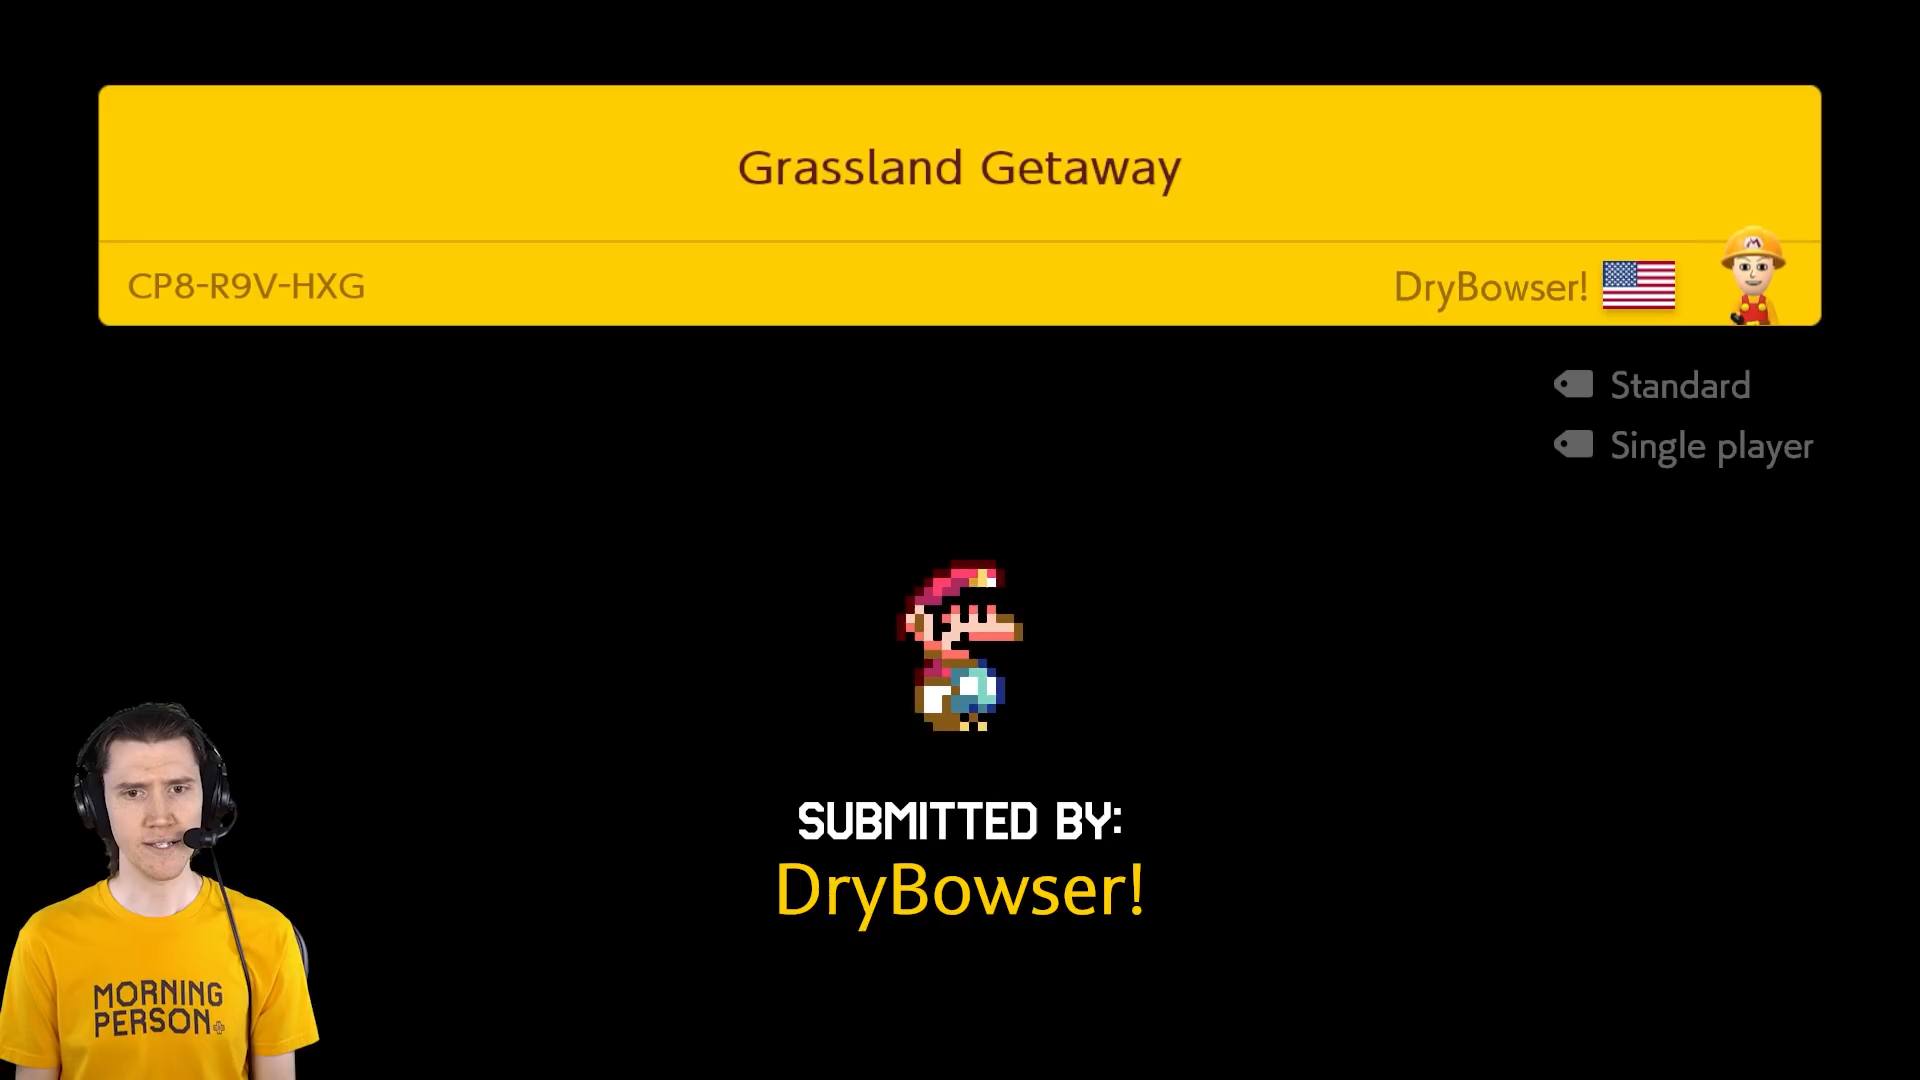 Grassland Getaway
CP8-R9V-HXG
DryBowser!
Standard
Single player
SUBMITTED BY:
DryBowser!
MORNING
PERSON